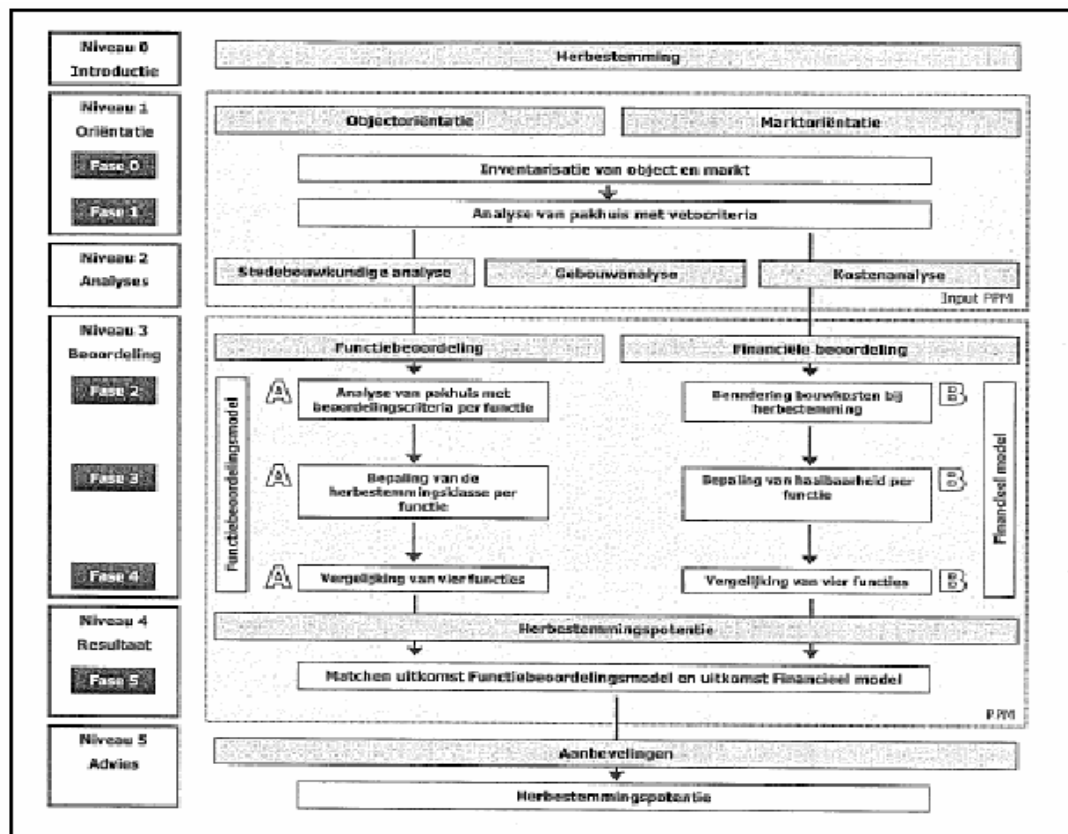 Niveau 0
Introductie
Herbestemming
Niveau 1
Oriëntatie
Objectoriëntatie
Marktoriëntatie
Fase 0
Inventarisatie van object en markt
Fase 1
Analyse van pakhuis met vetocriteria
Niveau 2
Analyses
Stedebouwkundige analyse
Gebouwanalyse
Kostenanalyse
Input PPM
Niveau 3
Beoordeling
Functiebeoordeling
Financiële beoordeling
Functiebeoordelingsmodel
Financieel model
Fase 2
A
Analyse van pakhuis met
beoordelingscriteria per functie
Benadering bouwkosten bij
herbestemming
B
Fase 3
A
Bepaling van de
herbestemmingsklasse per
functie
Bepaling van haalbaarheid per
functie
B
Fase 4
A
Vergelijking van vier functies
Vergelijking van vier functies
B
Niveau 4
Resultaat
Herbestemmingspotentie
Fase 5
Matchen uitkomst Functiebeoordelingsmodel en uitkomst Financieel model
PPM
Niveau 5
Advies
Aanbevelingen
Herbestemmingspotentie